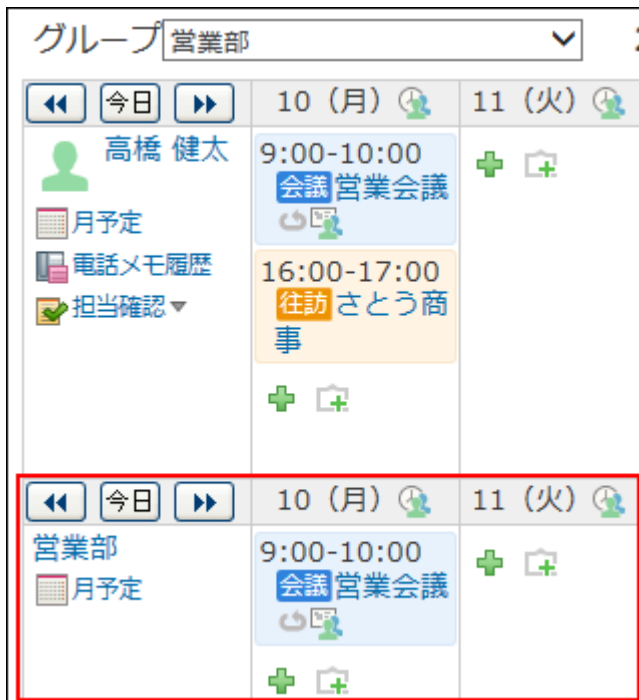 グループ 営業部
今日 10（月） 11（火）
高橋 健太
月予定
電話メモ履歴
担当確認
9:00-10:00
会議 営業会議
16:00-17:00
往訪 さとう商
事
今日 10（月） 11（火）
営業部
月予定
9:00-10:00
会議 営業会議